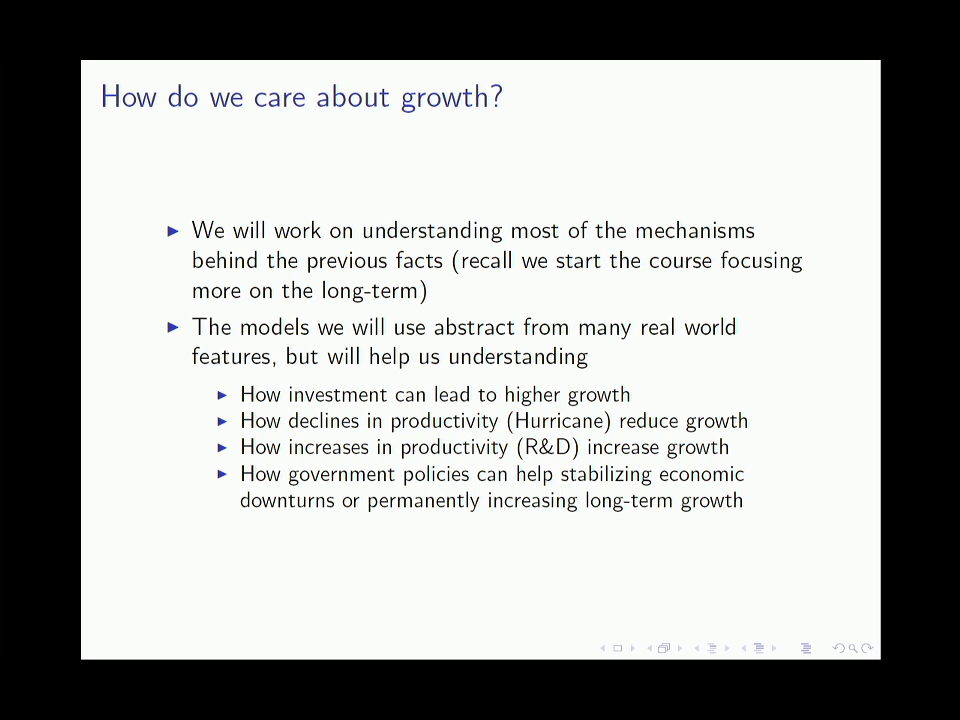 How do we care about growth?
We will work on understanding most of the mechanisms
behind the previous facts (recall we start the course focusing
more on the long-term)
The models we will use abstract from many real world
features, but will help us understanding
How investment can lead to higher growth
How declines in productivity (Hurricane) reduce growth
How increases in productivity (R&D) increase growth
How government policies can help stabilizing economic
downturns or permanently increasing long-term growth